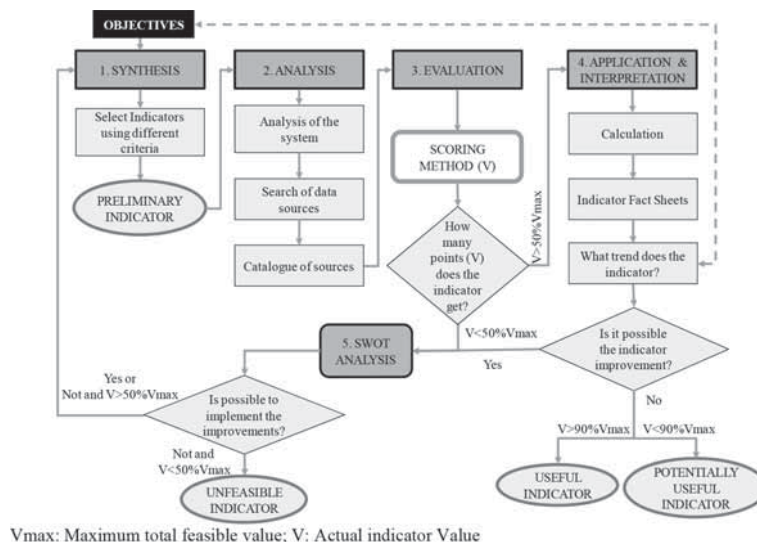 OBJECTIVES
1. SYNTHESIS
Select Indicators
using different
criteria
PRELIMINARY
INDICATOR
2. ANALYSIS
Analysis of the
system
Search of data
sources
Catalogue of sources
3. EVALUATION
SCORING
METHOD (V)
How
many
points (V)
does the
indicator
get?
V>50%Vmax
V<50%Vmax
4. APPLICATION &
INTERPRETATION
Calculation
Indicator Fact Sheets
What trend does the
indicator?
Is it possible
the indicator
improvement?
Yes
No
5. SWOT
ANALYSIS
Yes or
Not and V>50%Vmax
Is possible to
implement the
improvements?
Not and
V<50%Vmax
UNFEASIBLE
INDICATOR
V>90%Vmax
V<90%Vmax
USEFUL
INDICATOR
POTENTIALLY
USEFUL
INDICATOR
Vmax: Maximum total feasible value; V: Actual indicator Value